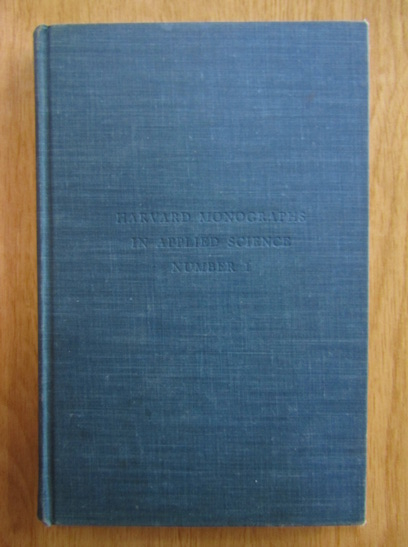 HARVARD MONOGRAPHS
IN APPLIED SCIENCE
NUMBER 1